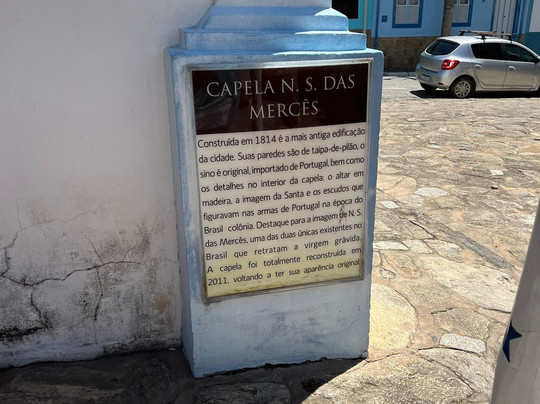 CAPELA N. S. DAS
MERCÊS
Construída em 1814 é a mais antiga edificação
da cidade. Suas paredes são de taipa-de-pilão, o
sino é original, importado de Portugal, bem como
os detalhes no interior da capela: o altar em
madeira, a imagem da Santa e os escudos que
figuravam nas armas de Portugal na época do
Brasil colônia. Destaque para a imagem de N. S.
das Mercês, uma das duas únicas existentes no
Brasil que retratam a virgem grávida.
A capela foi totalmente reconstruída em
2011, voltando a ter sua aparência original.